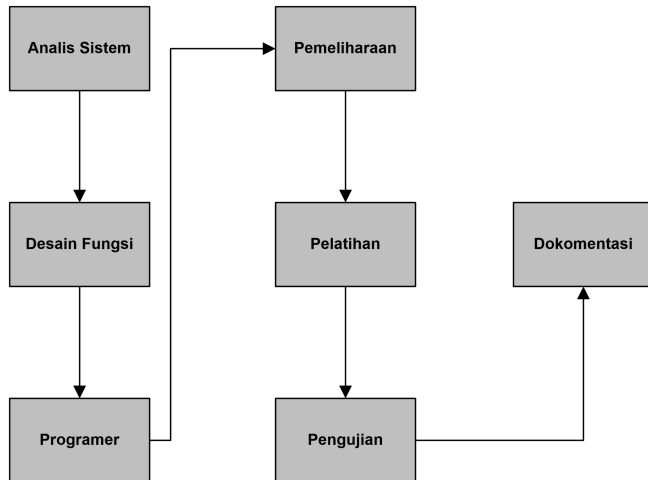 Analis Sistem
Desain Fungsi
Programer
Pemeliharaan
Pelatihan
Pengujian
Dokomentasi